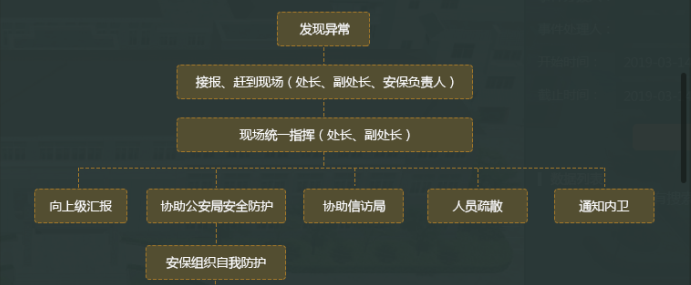 发现异常
接报、赶到现场（处长、副处长、安保负责人）
现场统一指挥（处长、副处长）
向上级汇报
协助公安局安全防护
协助信访局
人员疏散
通知内卫
安保组织自我防护